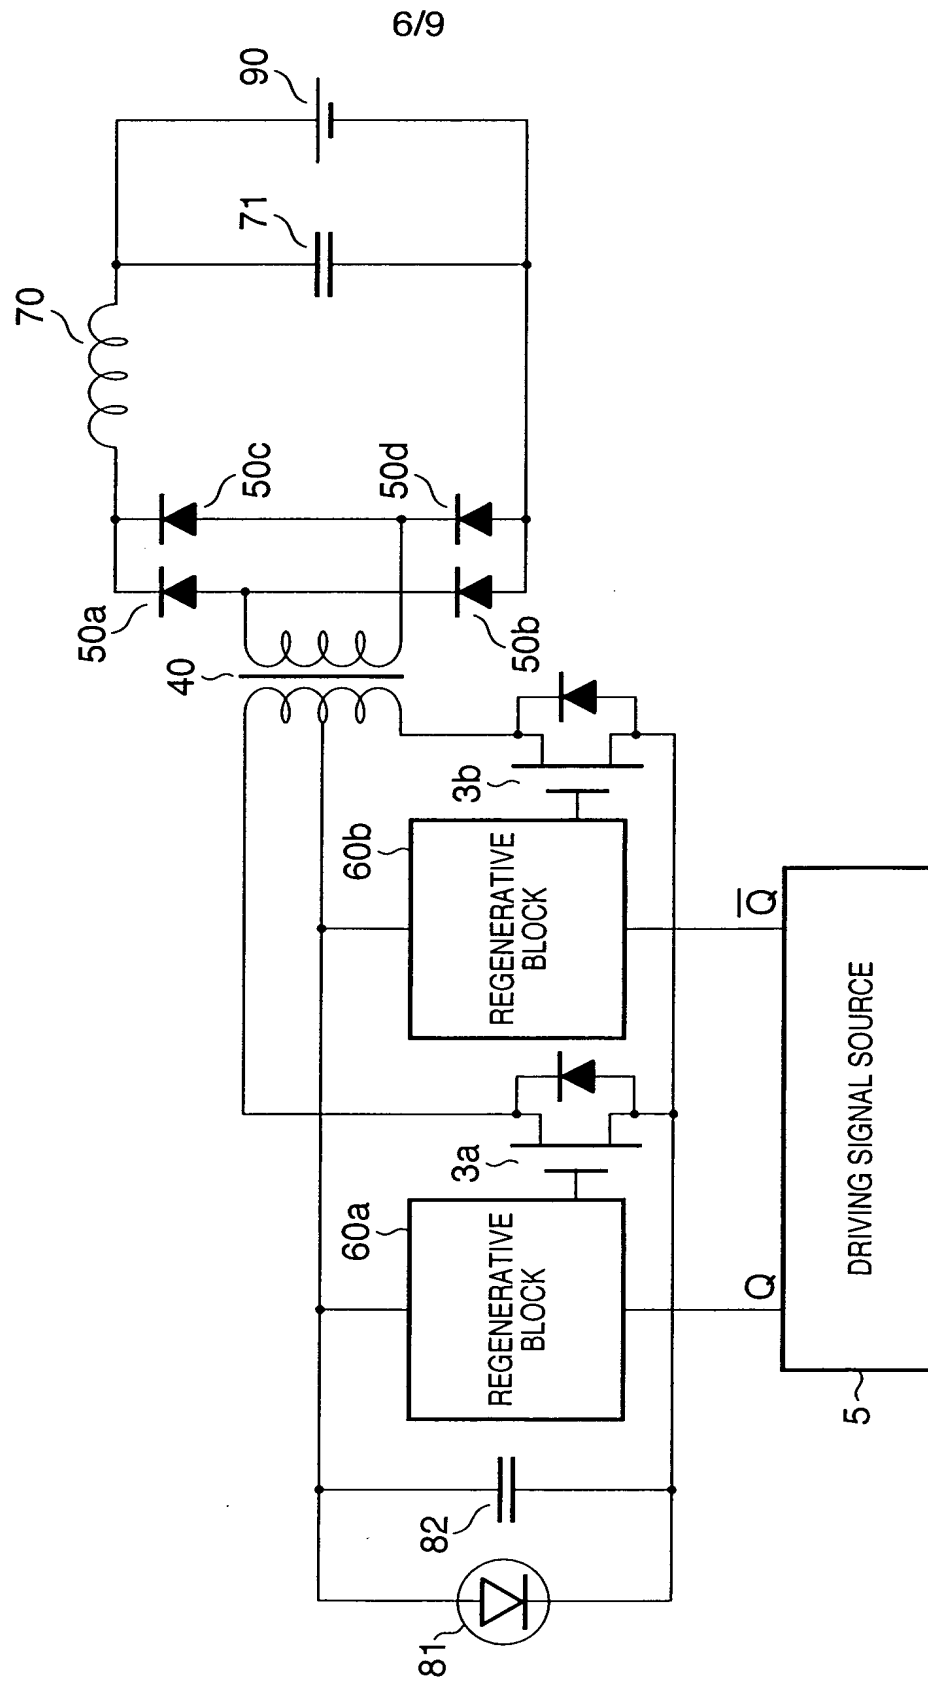 6/9
90
71
70
50c
50d
50a
50b
40
3b
60b
REGENERATIVE
BLOCK
Q̅
3a
60a
REGENERATIVE
BLOCK
Q
DRIVING SIGNAL SOURCE
5
82
81